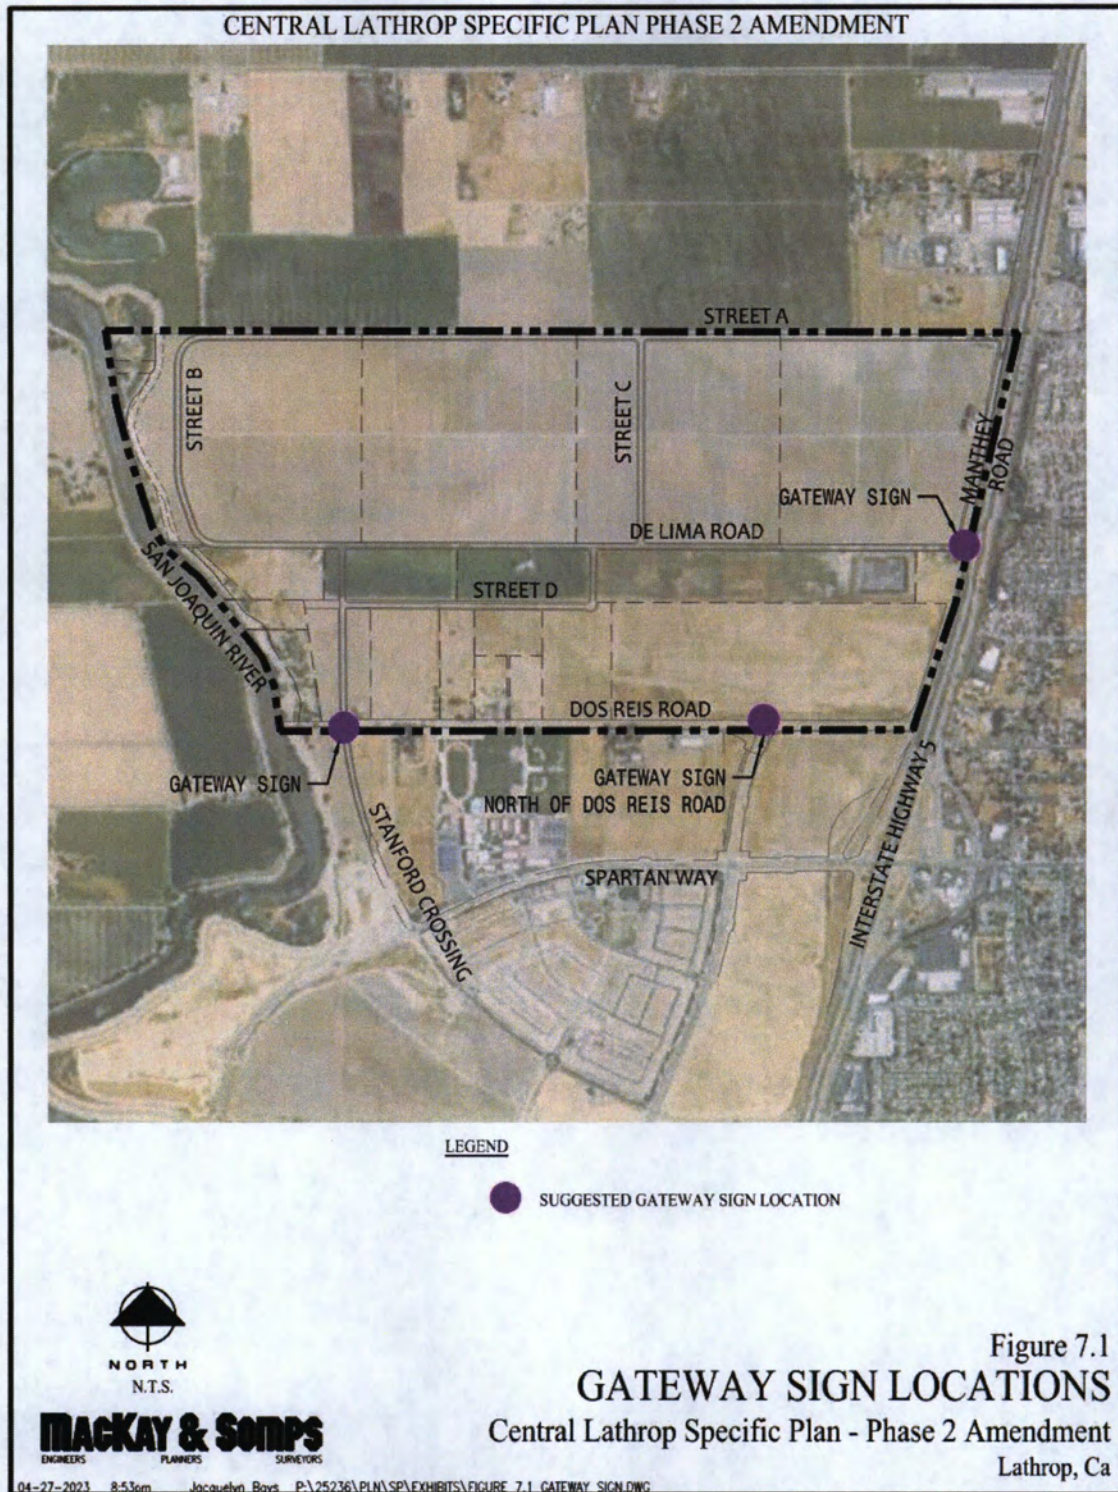 CENTRAL LATHROP SPECIFIC PLAN PHASE 2 AMENDMENT
STREET A
STREET B
STREET C
MANTHEY
ROAD
GATEWAY SIGN
DE LIMA ROAD
STREET D
SAN JOAQUIN RIVER
DOS REIS ROAD
GATEWAY SIGN
GATEWAY SIGN
NORTH OF DOS REIS ROAD
STANFORD CROSSING
SPARTAN WAY
INTERSTATE HIGHWAY 5
LEGEND
SUGGESTED GATEWAY SIGN LOCATION
NORTH
N.T.S.
Figure 7.1
GATEWAY SIGN LOCATIONS
Central Lathrop Specific Plan - Phase 2 Amendment
Lathrop, Ca
MACKAY & SOMPS
ENGINEERS PLANNERS SURVEYORS
04-27-2023 8:53pm Jacquelyn Bays P:\25236\PLN\SP\EXHIBITS\FIGURE 7.1 GATEWAY SIGN.DWG